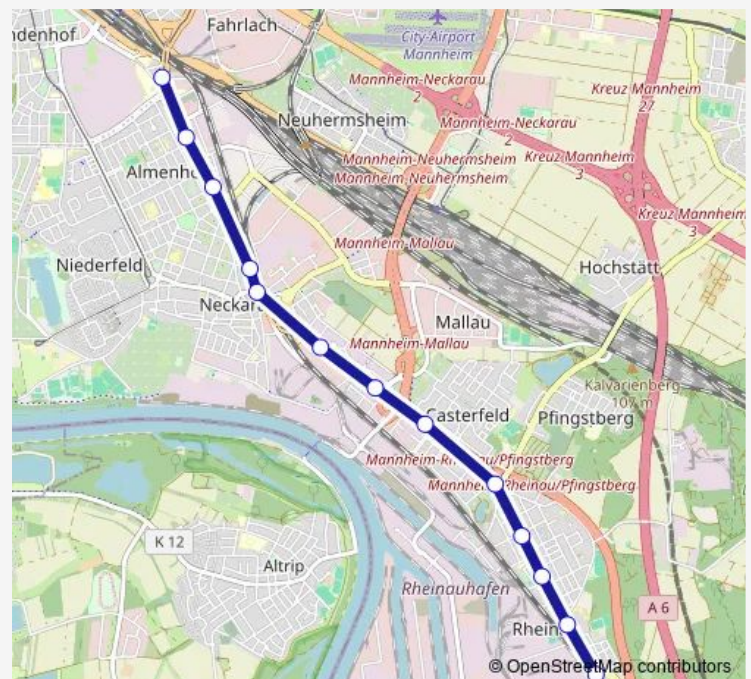 Fahrlach
ndenhof
City-Airport
Mannheim
Mannheim-Neckarau
2
Kreuz Mannheim
27
Neuhermsheim
Mannheim-Neckarau
2
Mannheim-Neuhermsheim
Mannheim-Neuhermsheim
Kreuz Mannheim
3
Almenho
Kreuz Mannheim
3
Mannheim-Mallau
Niederfeld
Hochstätt
Neckara
Mallau
Mannheim-Mallau
Kalvarienberg
107 m
Casterfeld
Pfingstberg
Mannheim-Rheinau/Pfingstberg
Mannheim-Rheinau/Pfingstberg
K 12
Altrip
Rheinauhafen
A 6
Rhein
© OpenStreetMap contributors